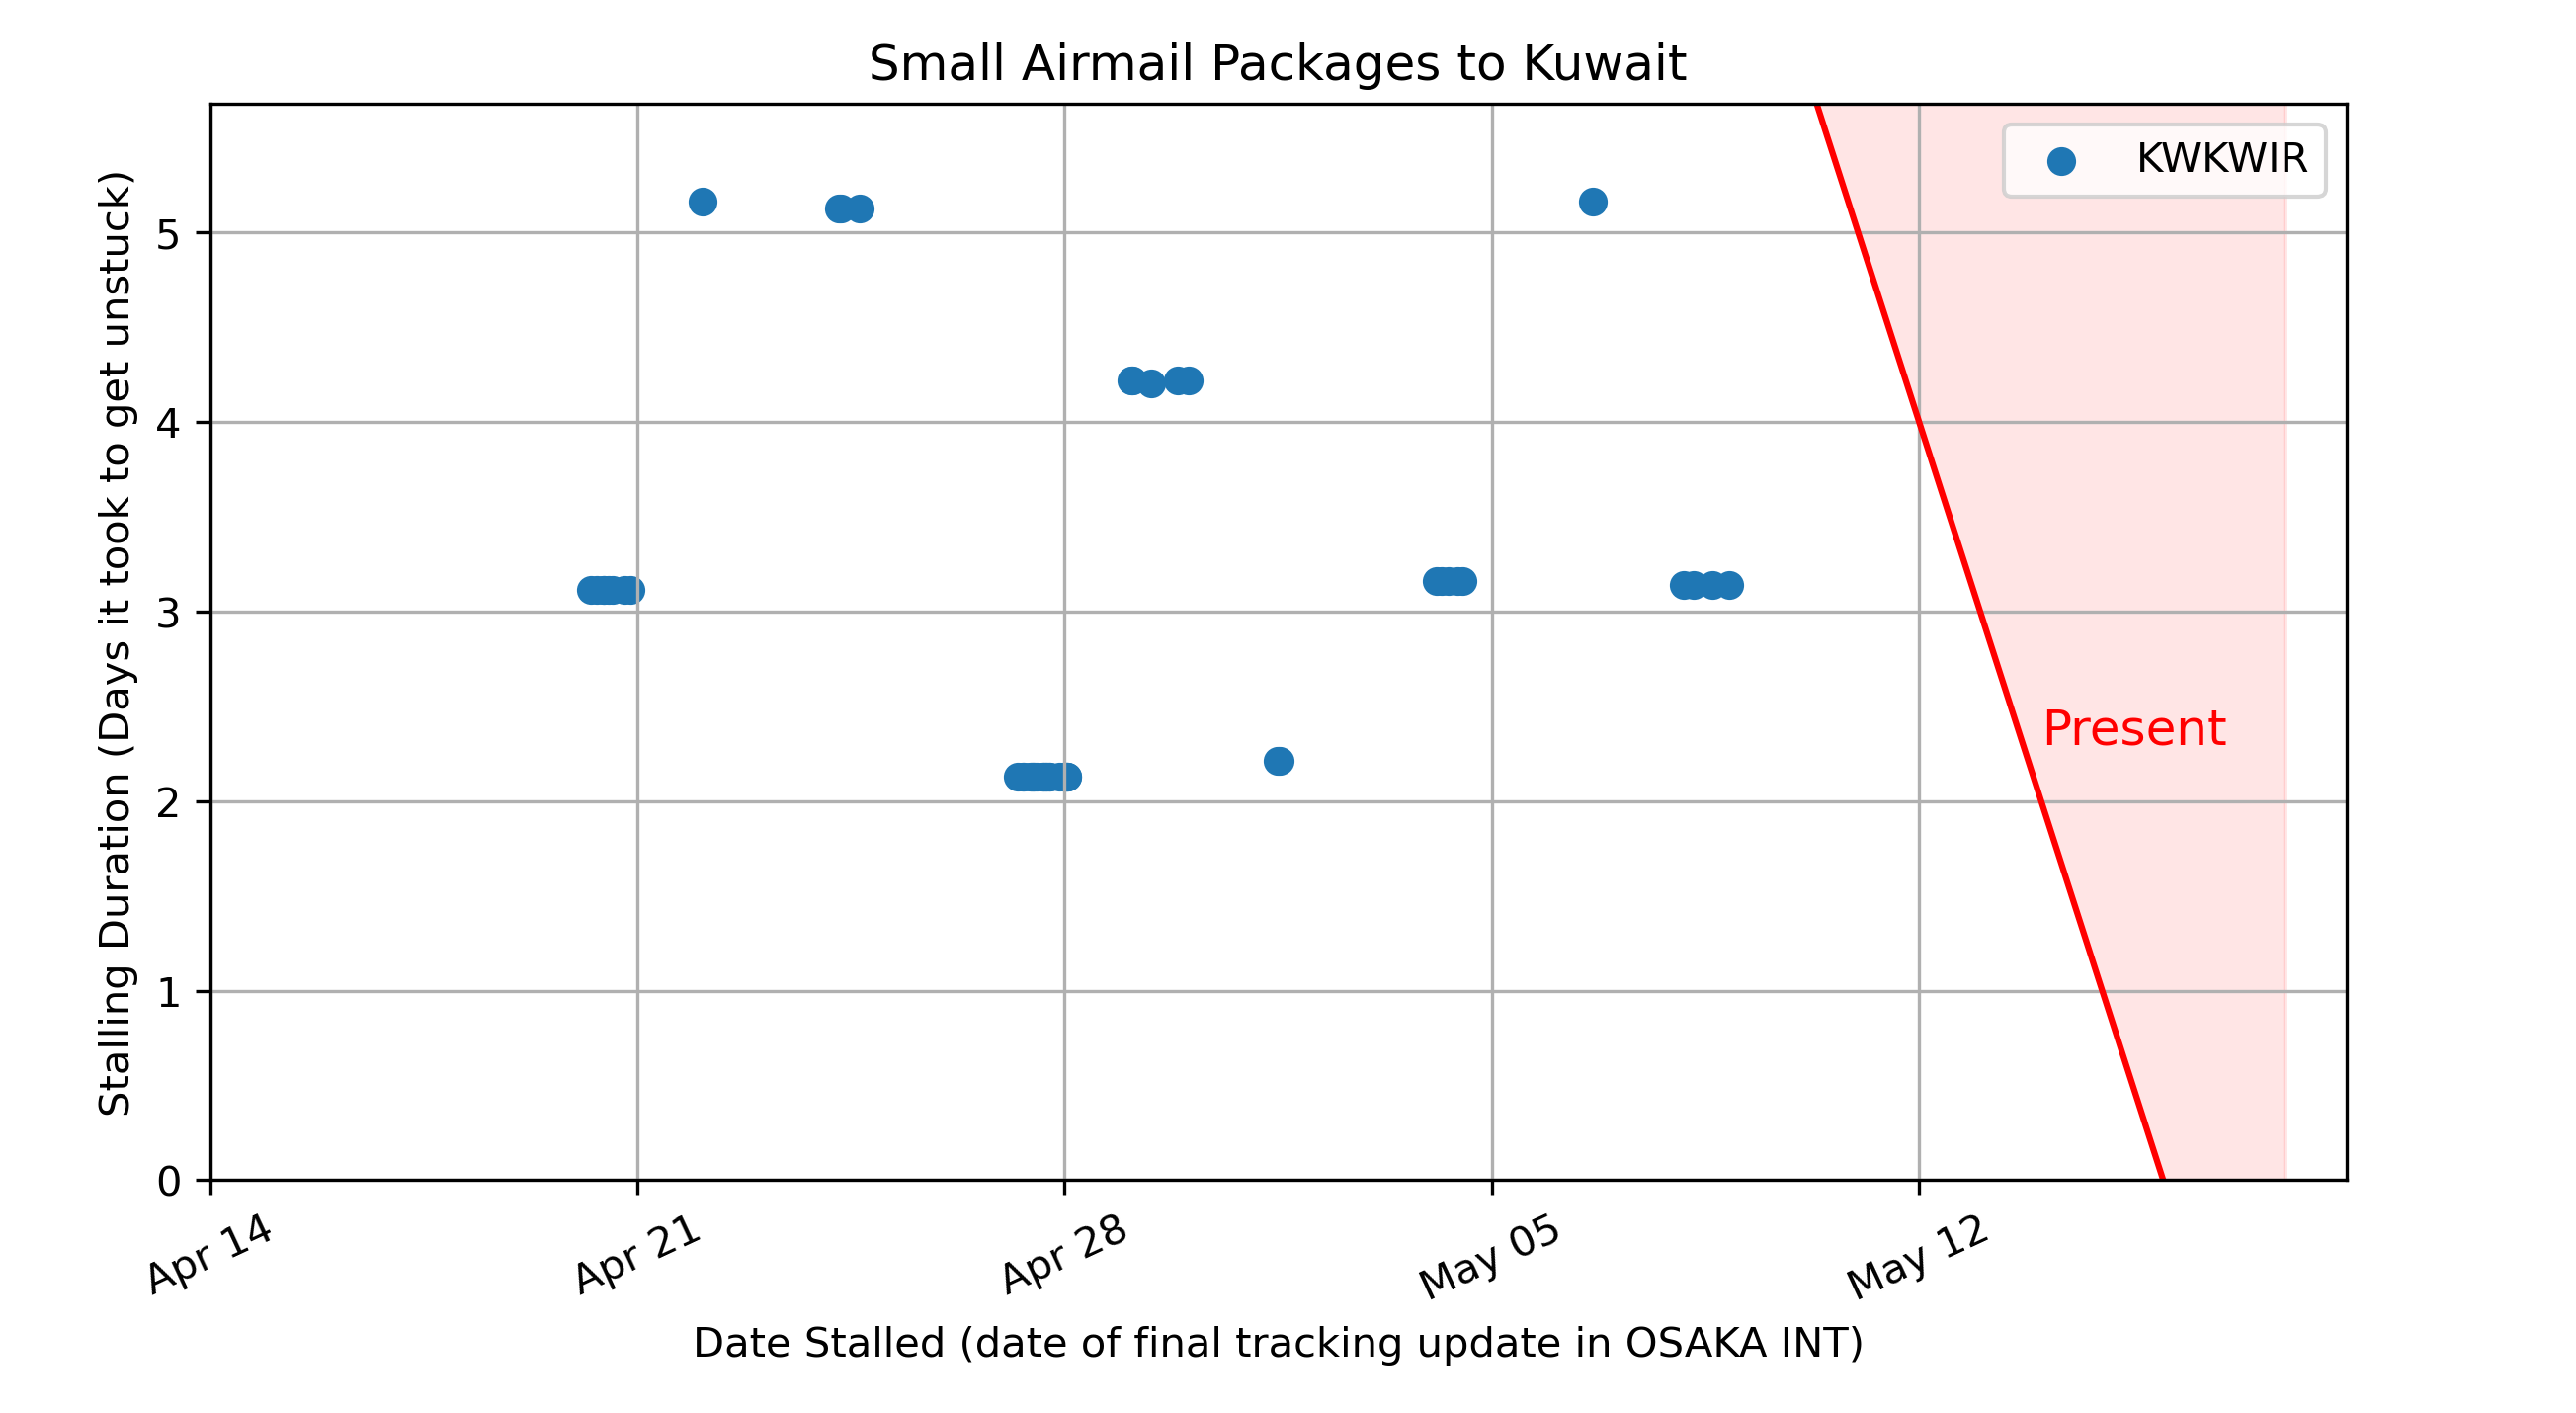 Small Airmail Packages to Kuwait
KWKWIR
Stalling Duration (Days it took to get unstuck)
5
4
3
2
1
0
Present
Apr 14
Apr 21
Apr 28
May 05
May 12
Date Stalled (date of final tracking update in OSAKA INT)